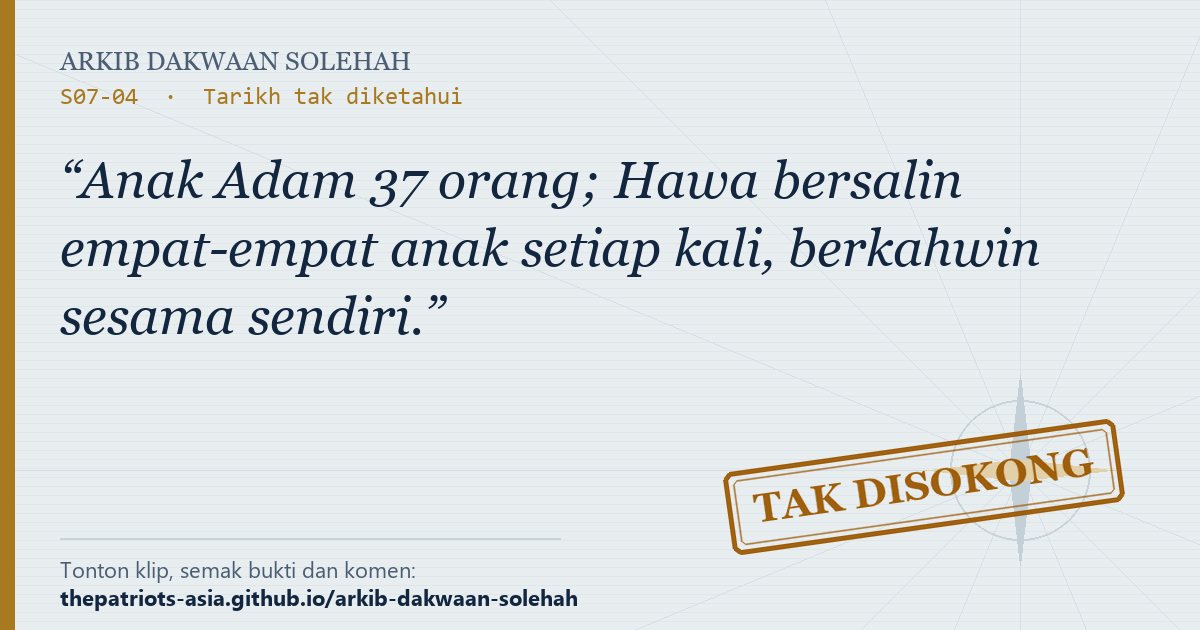 ARKIB DAKWAAN SOLEHAH
S07-04 · Tarikh tak diketahui
“Anak Adam 37 orang; Hawa bersalin
empat-empat anak setiap kali, berkahwin
sesama sendiri.”
TAK DISOKONG
Tonton klip, semak bukti dan komen:
thepatriots-asia.github.io/arkib-dakwaan-solehah